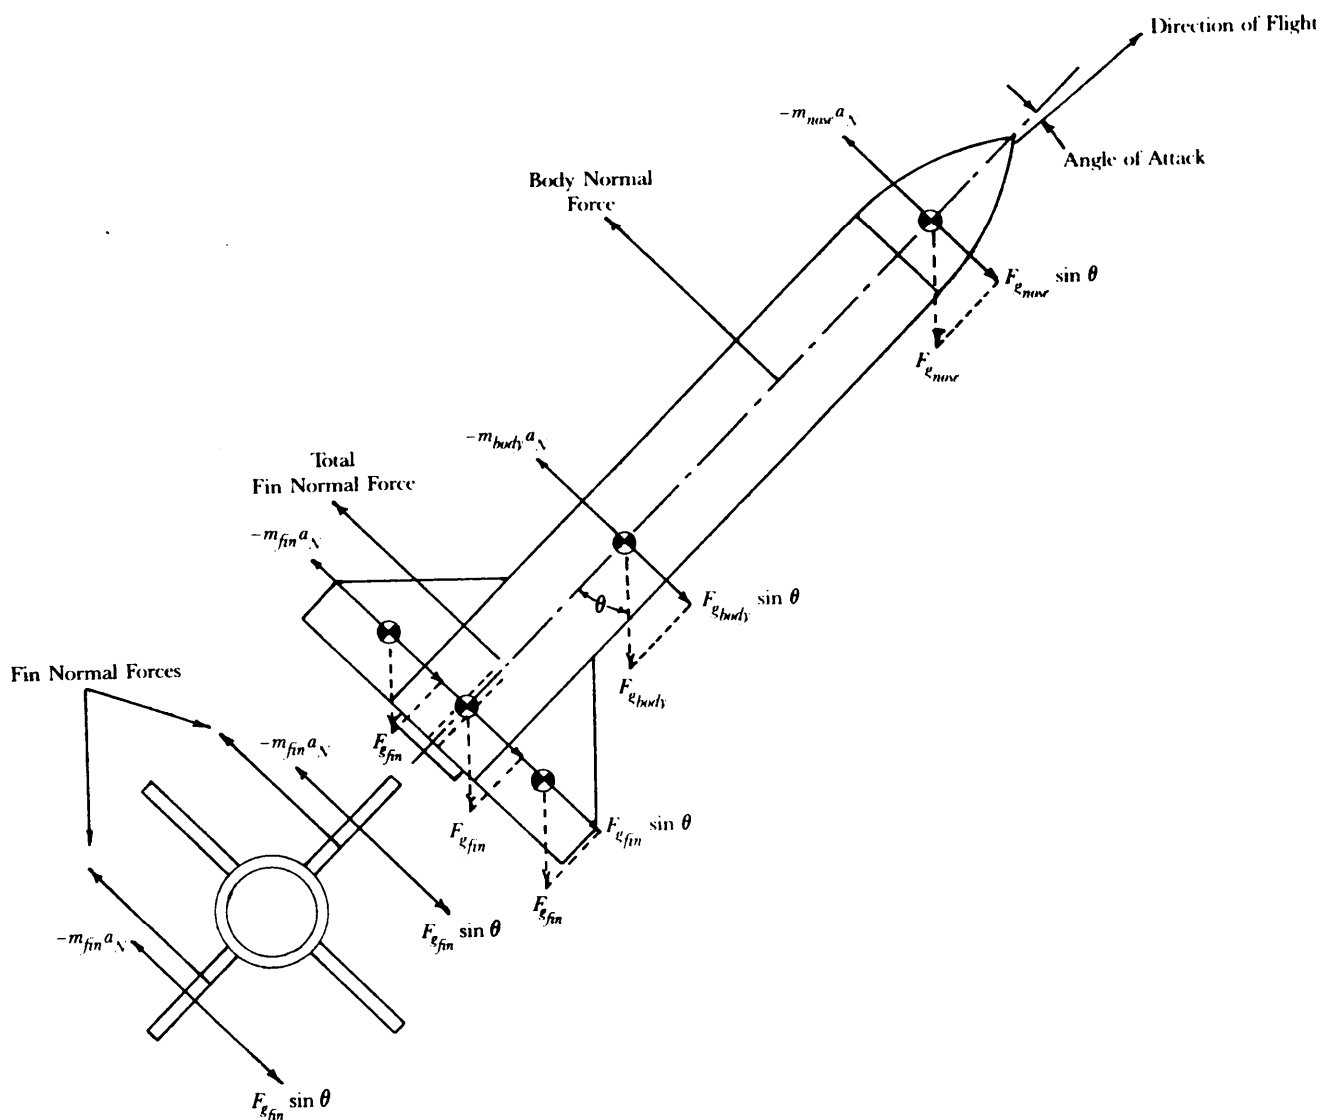 Direction of Flight
-m_nose a_N
Angle of Attack
Body Normal
Force
F_g_nose sin θ
F_g_nose
-m_body a_N
Total
Fin Normal Force
-m_fin a_N
θ
F_g_body sin θ
F_g_body
Fin Normal Forces
F_g_fin
-m_fin a_N
F_g_fin
F_g_fin sin θ
F_g_fin
F_g_fin sin θ
-m_fin a_N
F_g_fin sin θ